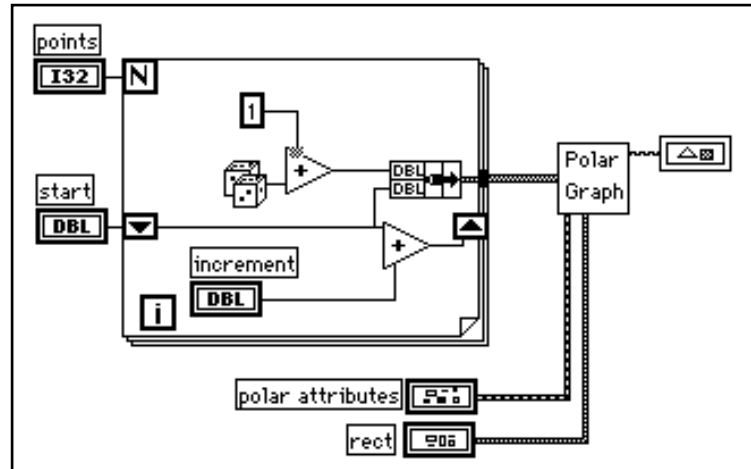 points
I32
N
1
DBL
DBL
Polar
Graph
start
DBL
increment
DBL
i
polar attributes
rect